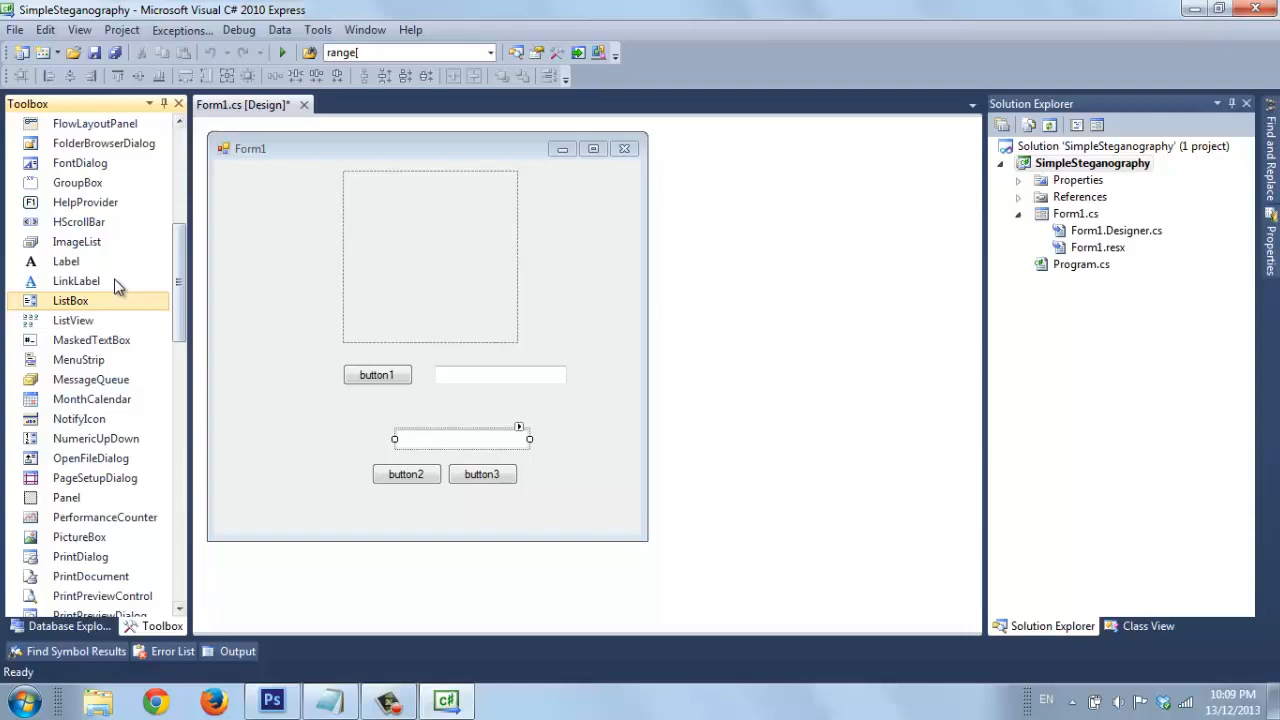 SimpleSteganography - Microsoft Visual C# 2010 Express
File Edit View Project Exceptions... Debug Data Tools Window Help
range[
Toolbox
FlowLayoutPanel
FolderBrowserDialog
FontDialog
GroupBox
HelpProvider
HScrollBar
ImageList
Label
LinkLabel
ListBox
ListView
MaskedTextBox
MenuStrip
MessageQueue
MonthCalendar
NotifyIcon
NumericUpDown
OpenFileDialog
PageSetupDialog
Panel
PerformanceCounter
PictureBox
PrintDialog
PrintDocument
PrintPreviewControl
PrintPreviewDialog
Database Explo... Toolbox
Form1.cs [Design]*
Form1
button1
button2 button3
Solution Explorer
Solution 'SimpleSteganography' (1 project)
SimpleSteganography
Properties
References
Form1.cs
Form1.Designer.cs
Form1.resx
Program.cs
Solution Explorer Class View
Find and Replace
Properties
Find Symbol Results Error List Output
Ready
Ps
C#
EN
10:09 PM
13/12/2013